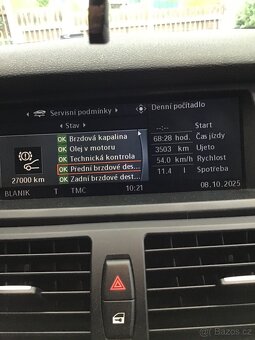 Servisní podmínky
Denní počítadlo
Stav
OK Brzdová kapalina
OK Olej v motoru
OK Technická kontrola
OK Přední brzdové des...
OK Zadní brzdové dest...
27000 km
--:-- Start
68:28 hod. Čas jízdy
3503 km Ujeto
54.0 km/h Rychlost
11.4 l Spotřeba
BLANIK T TMC 10:21 08.10.2025
Bazoš.cz